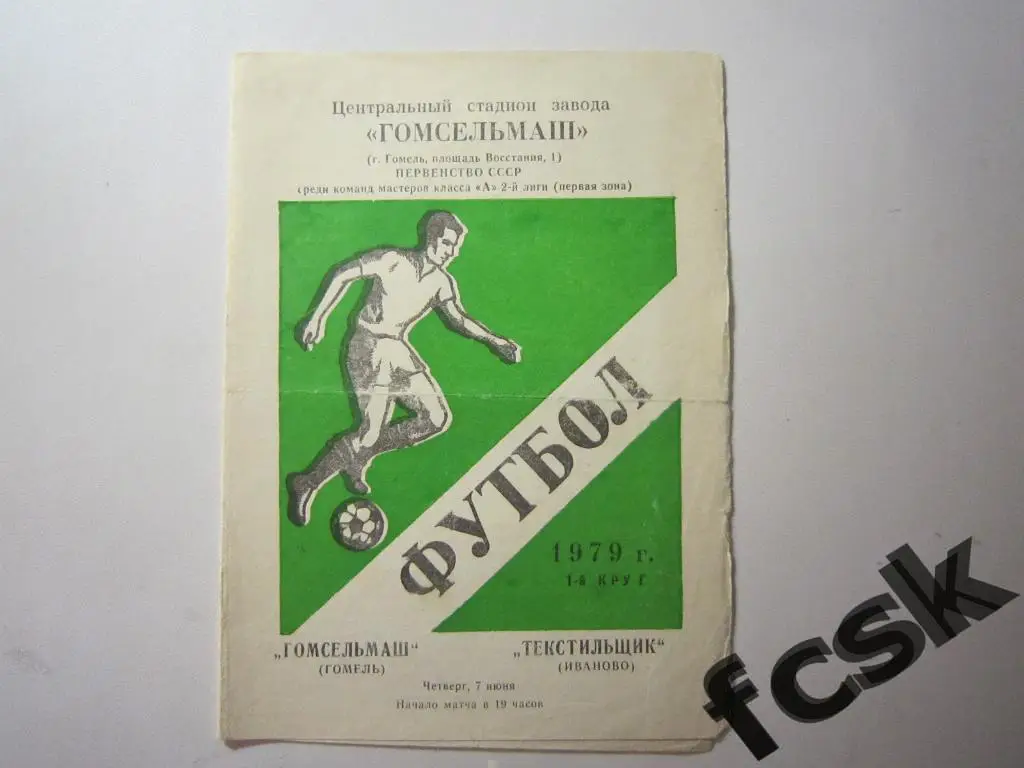 Центральный стадион завода
«ГОМСЕЛЬМАШ»
(г. Гомель, площадь Восстания, 1)
ПЕРВЕНСТВО СССР
среди команд мастеров класса «А» 2-й лиги (первая зона)
ФУТБОЛ
1979 г.
1-й КРУГ
„ГОМСЕЛЬМАШ“
(ГОМЕЛЬ)
„ТЕКСТИЛЬЩИК“
(ИВАНОВО)
Четверг, 7 июня
Начало матча в 19 часов
fcsk